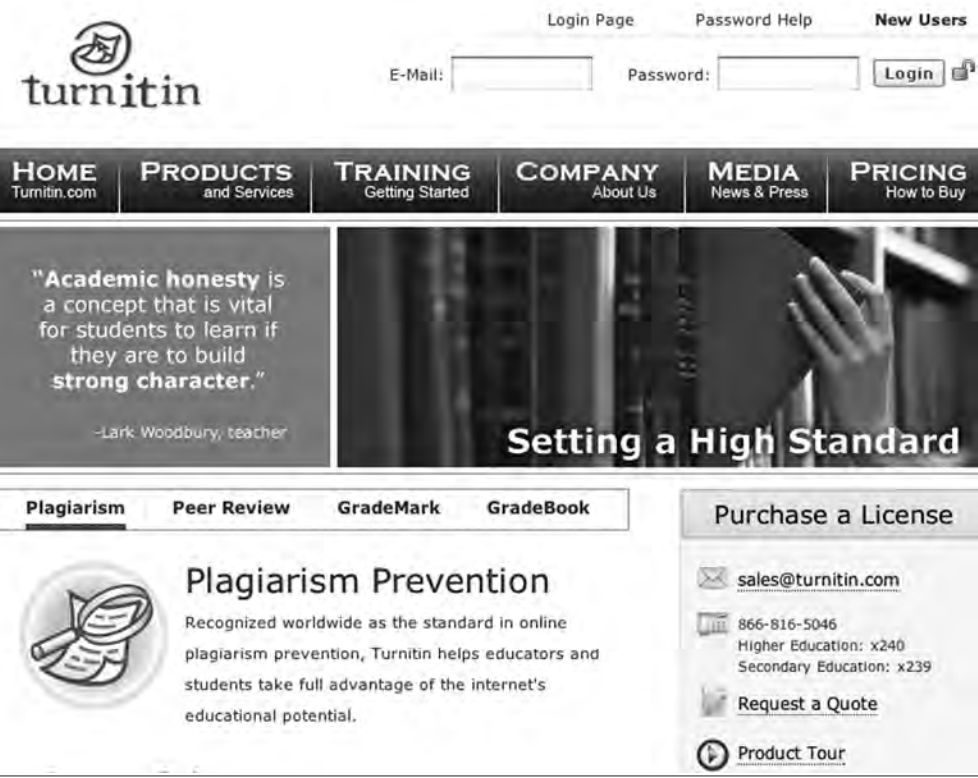 Login Page Password Help New Users
turnitin
E-Mail: Password: Login
HOME PRODUCTS TRAINING COMPANY MEDIA PRICING
Turnitin.com and Services Getting Started About Us News & Press How to Buy
"Academic honesty is
a concept that is vital
for students to learn if
they are to build
strong character."
-Lark Woodbury, teacher
Setting a High Standard
Plagiarism Peer Review GradeMark GradeBook
Plagiarism Prevention
Recognized worldwide as the standard in online
plagiarism prevention, Turnitin helps educators and
students take full advantage of the internet's
educational potential.
Purchase a License
sales@turnitin.com
866-816-5046
Higher Education: x240
Secondary Education: x239
Request a Quote
Product Tour